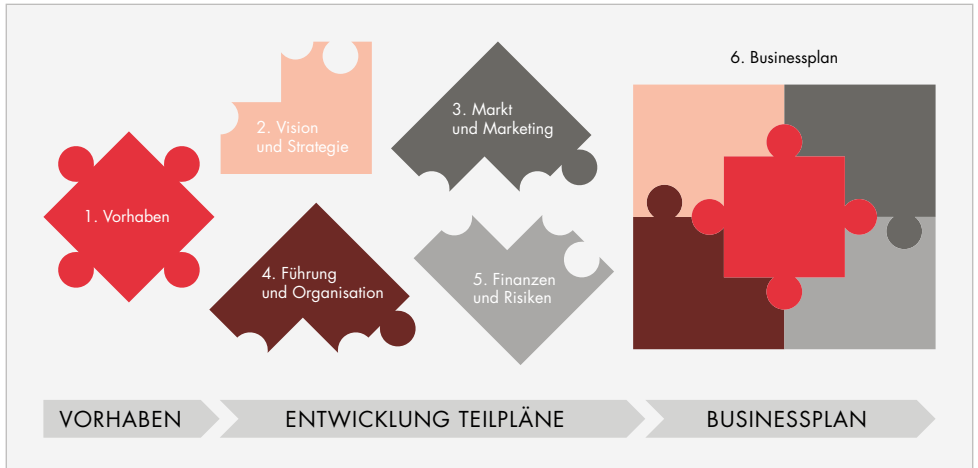 1. Vorhaben
2. Vision
und Strategie
3. Markt
und Marketing
4. Führung
und Organisation
5. Finanzen
und Risiken
6. Businessplan
VORHABEN
ENTWICKLUNG TEILPLÄNE
BUSINESSPLAN